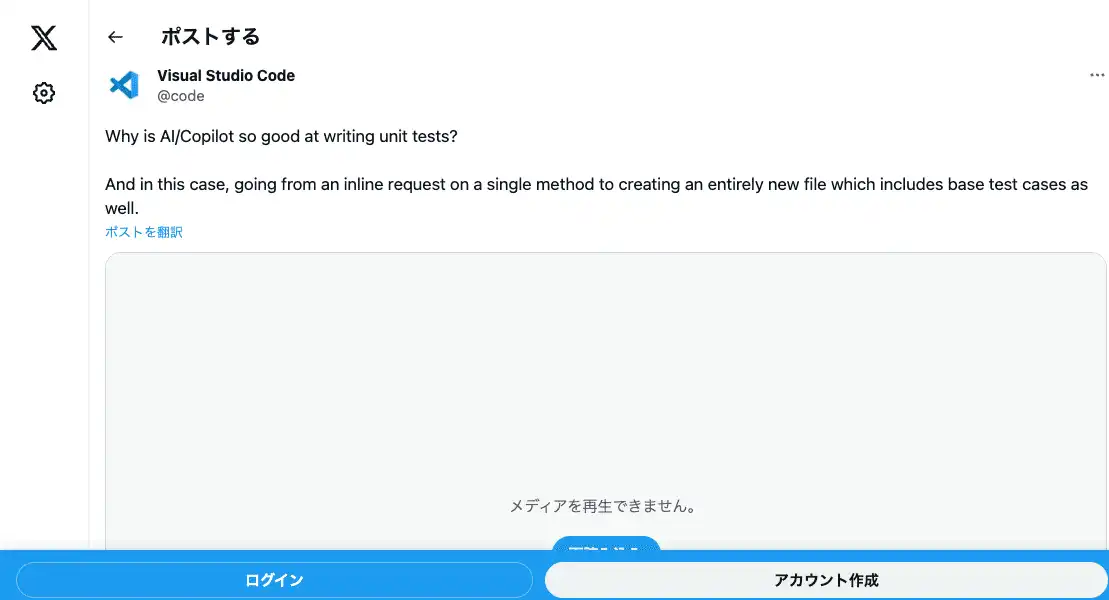 ポストする
Visual Studio Code
@code
Why is AI/Copilot so good at writing unit tests?
And in this case, going from an inline request on a single method to creating an entirely new file which includes base test cases as
well.
ポストを翻訳
メディアを再生できません。
ログイン
アカウント作成